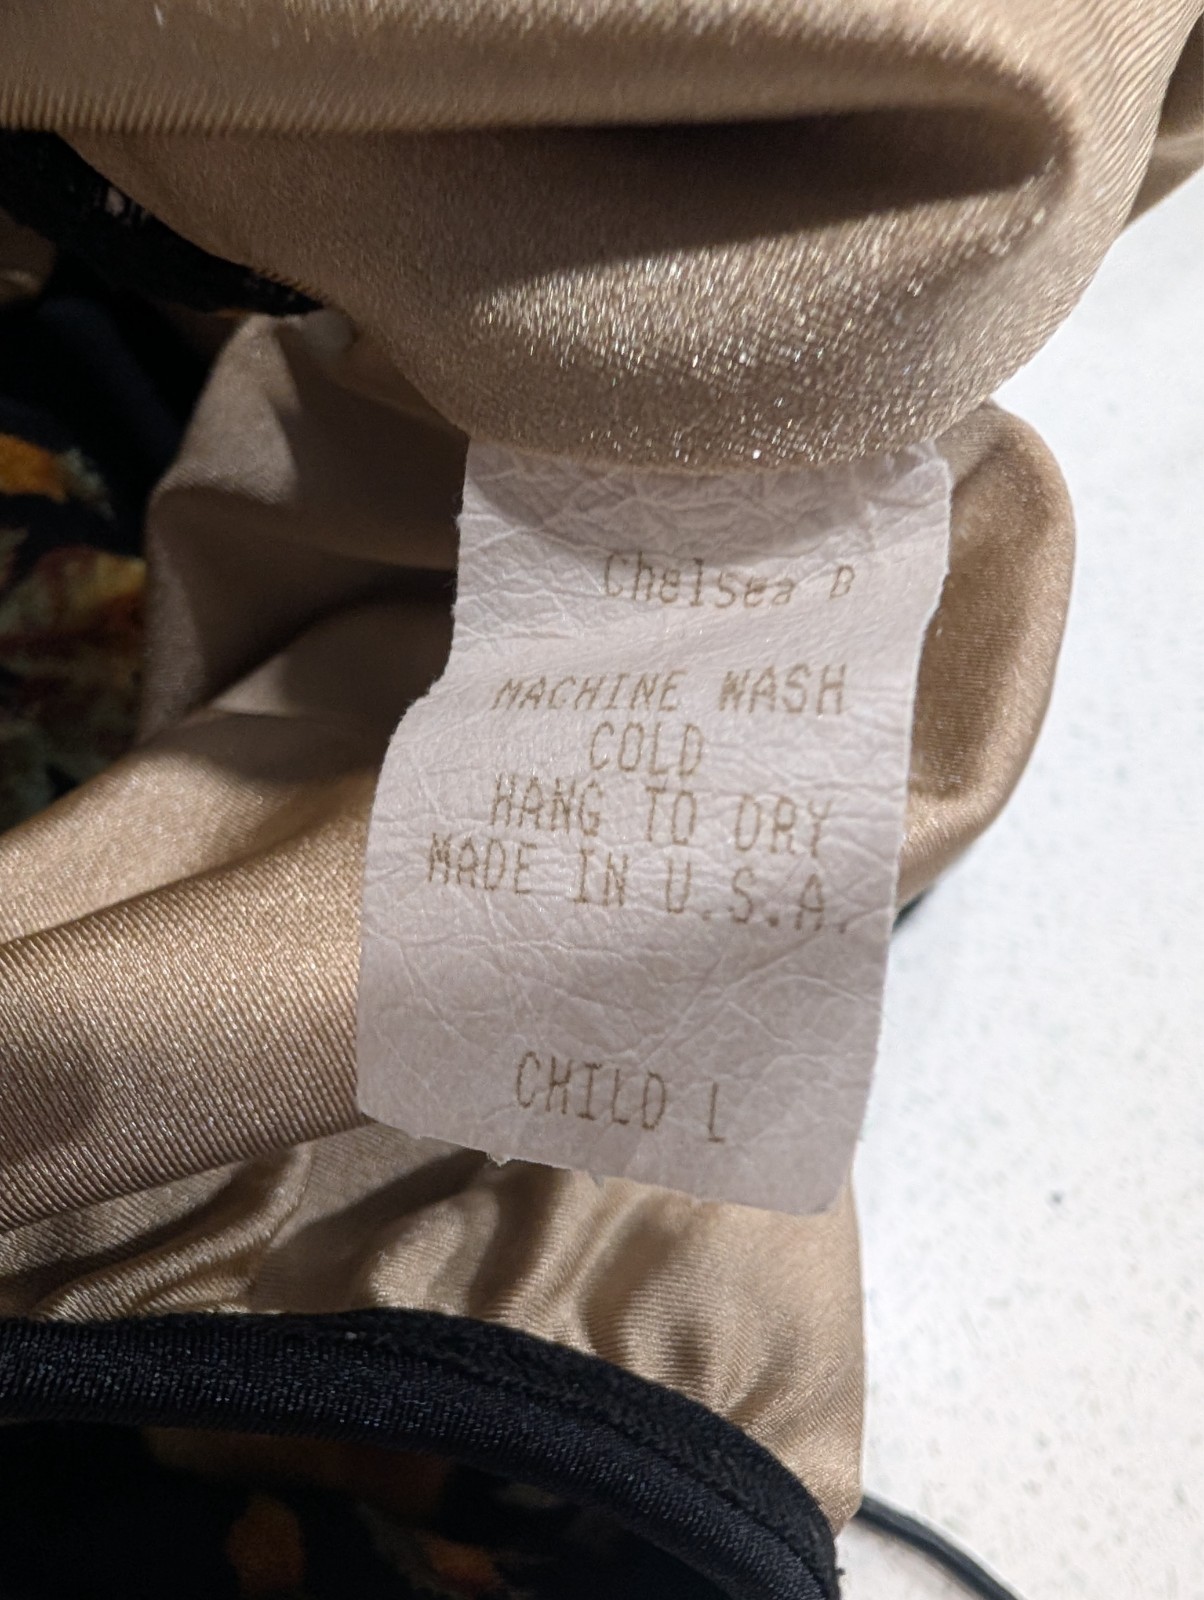 Chelsea B
MACHINE WASH
COLD
HANG TO DRY
MADE IN U.S.A.
CHILD L